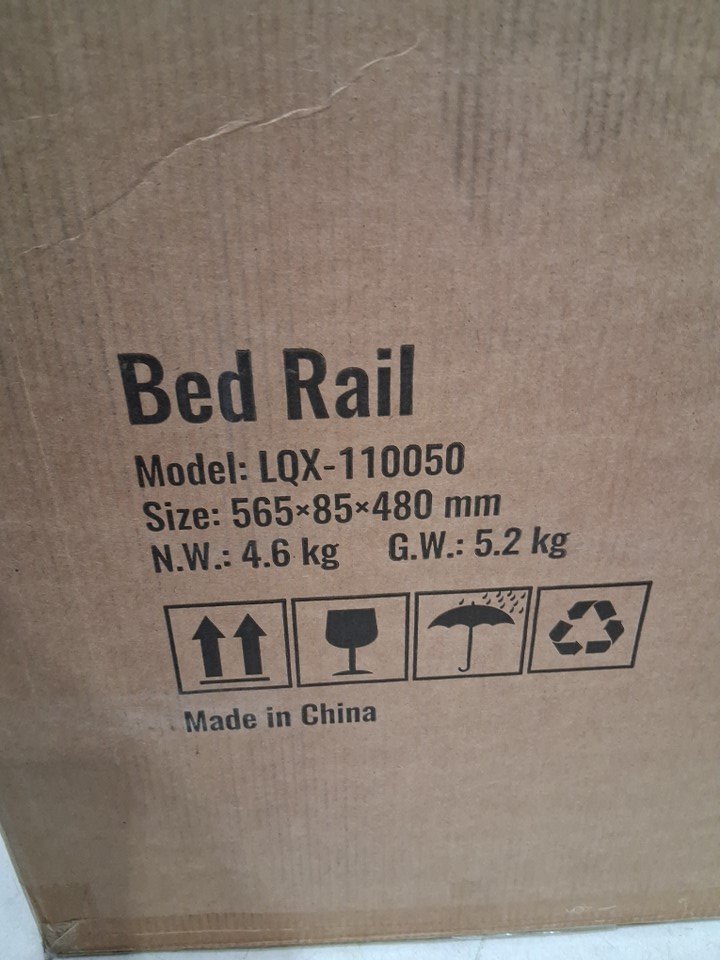 Bed Rail
Model: LQX-110050
Size: 565×85×480 mm
N.W.: 4.6 kg G.W.: 5.2 kg
Made in China